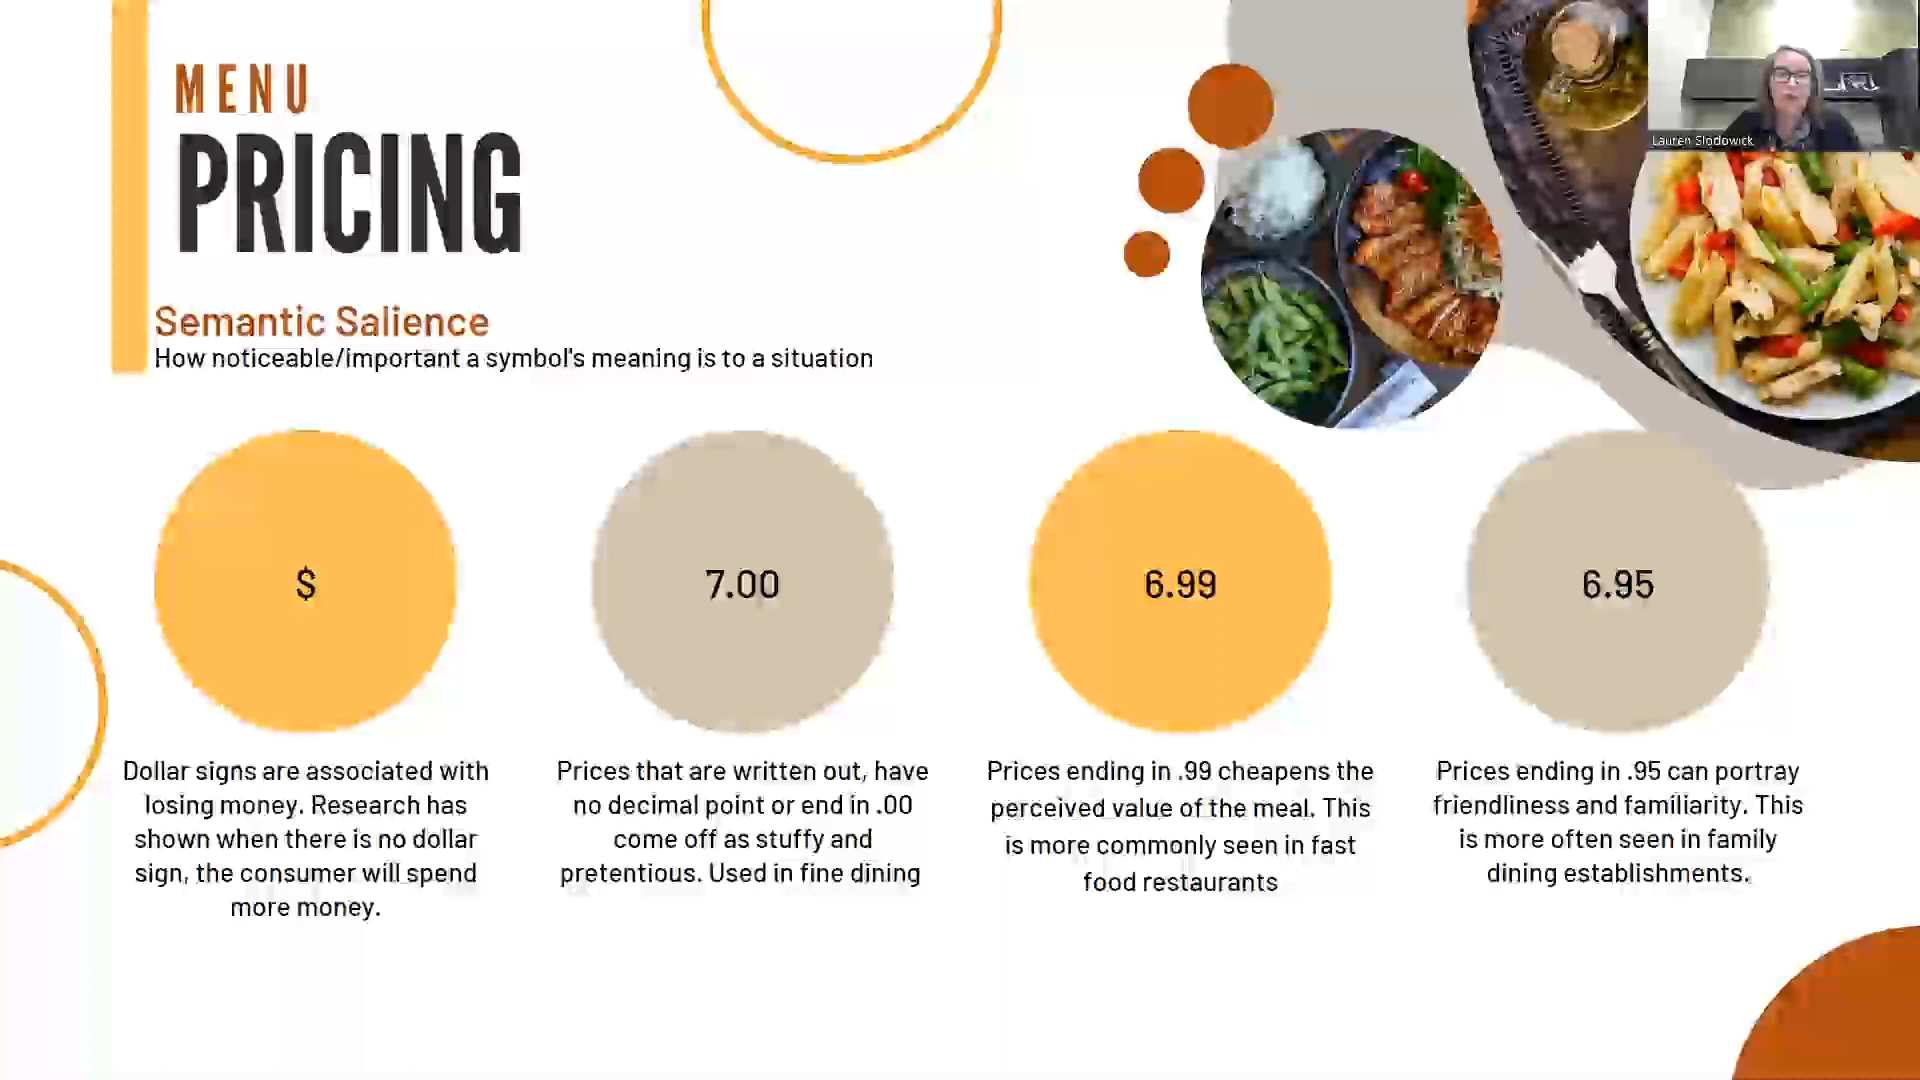 MENU
PRICING
Semantic Salience
How noticeable/important a symbol's meaning is to a situation
Lauren Slodowick
$
7.00
6.99
6.95
Dollar signs are associated with
losing money. Research has
shown when there is no dollar
sign, the consumer will spend
more money.
Prices that are written out, have
no decimal point or end in .00
come off as stuffy and
pretentious. Used in fine dining
Prices ending in .99 cheapens the
perceived value of the meal. This
is more commonly seen in fast
food restaurants
Prices ending in .95 can portray
friendliness and familiarity. This
is more often seen in family
dining establishments.